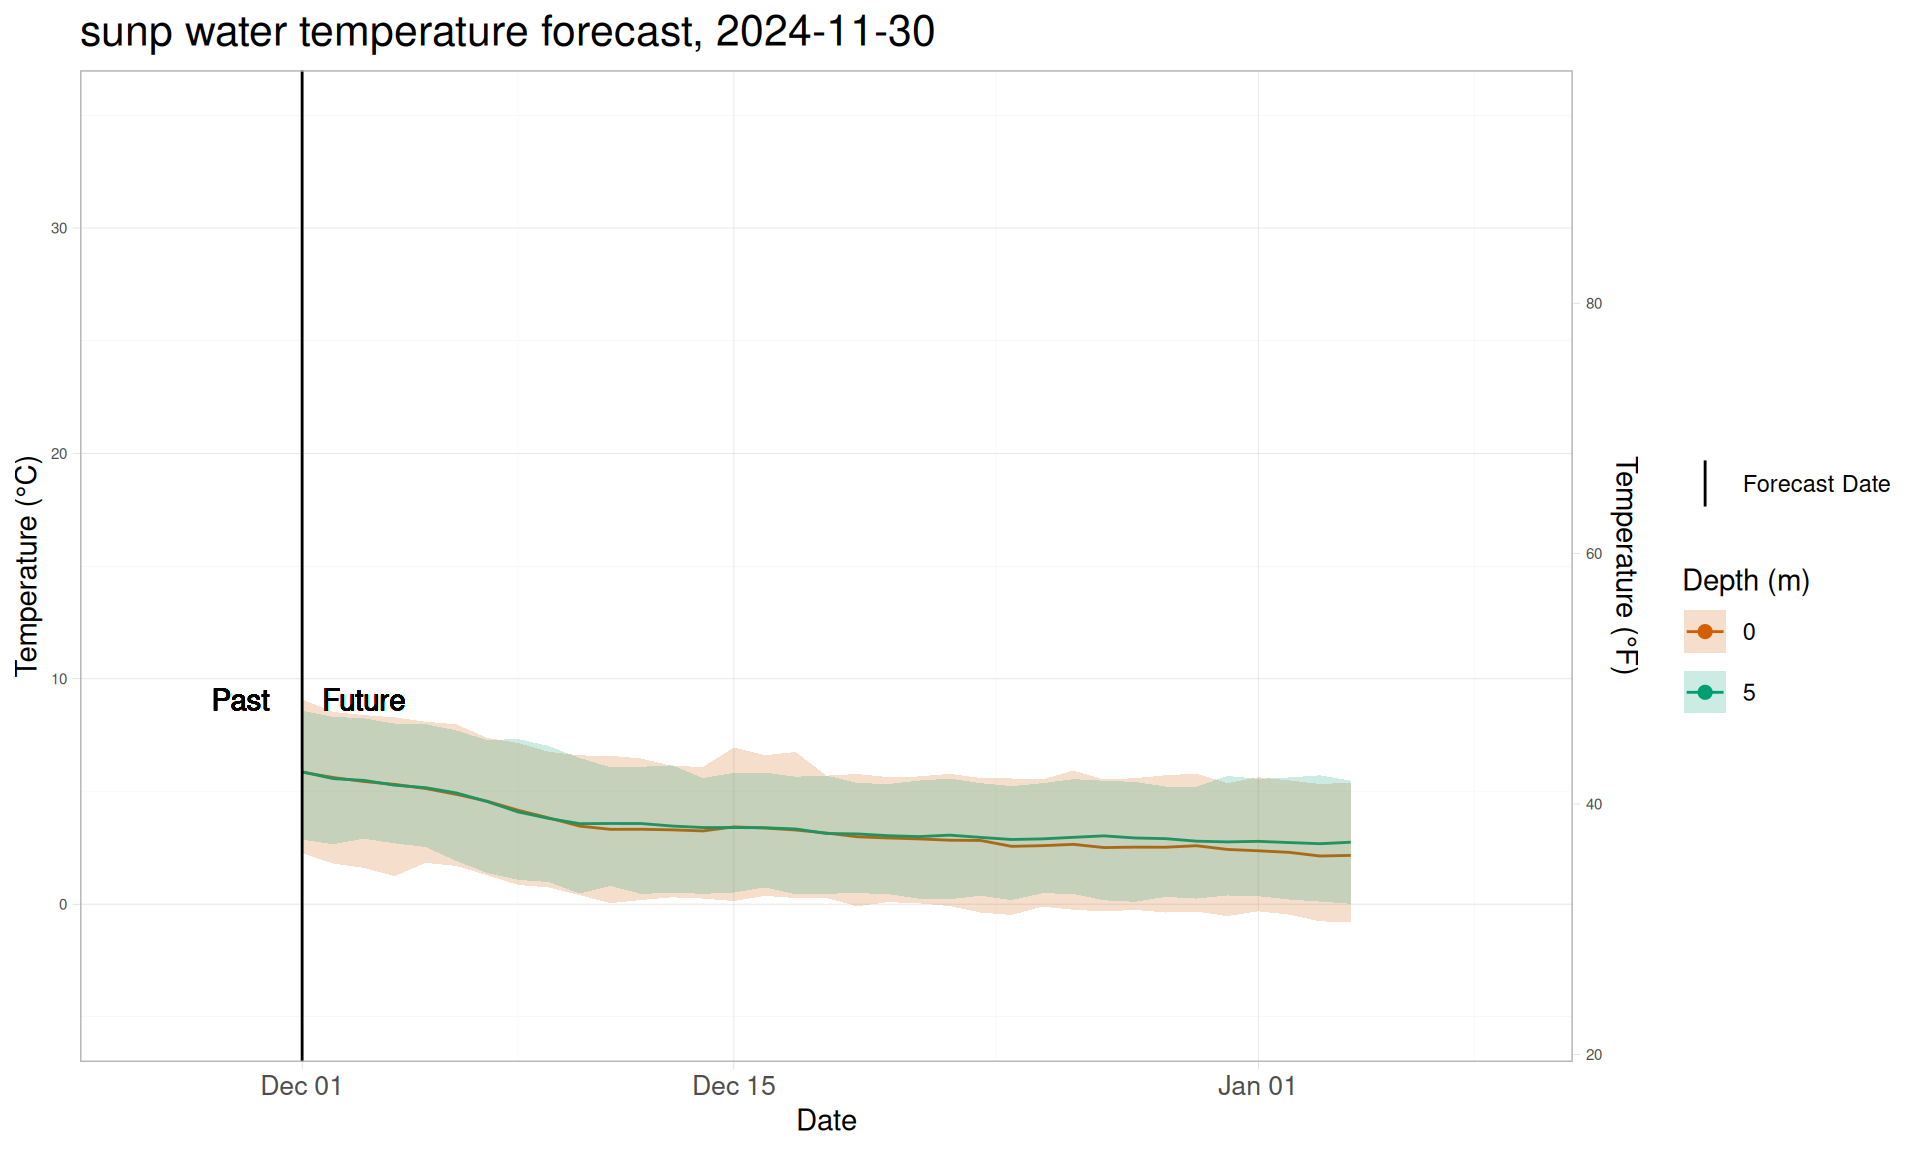 sunp water temperature forecast, 2024-11-30
Temperature (°C)
30
20
10
0
Past
Future
Dec 01
Dec 15
Jan 01
Date
80
60
40
20
Temperature (°F)
Forecast Date
Depth (m)
0
5